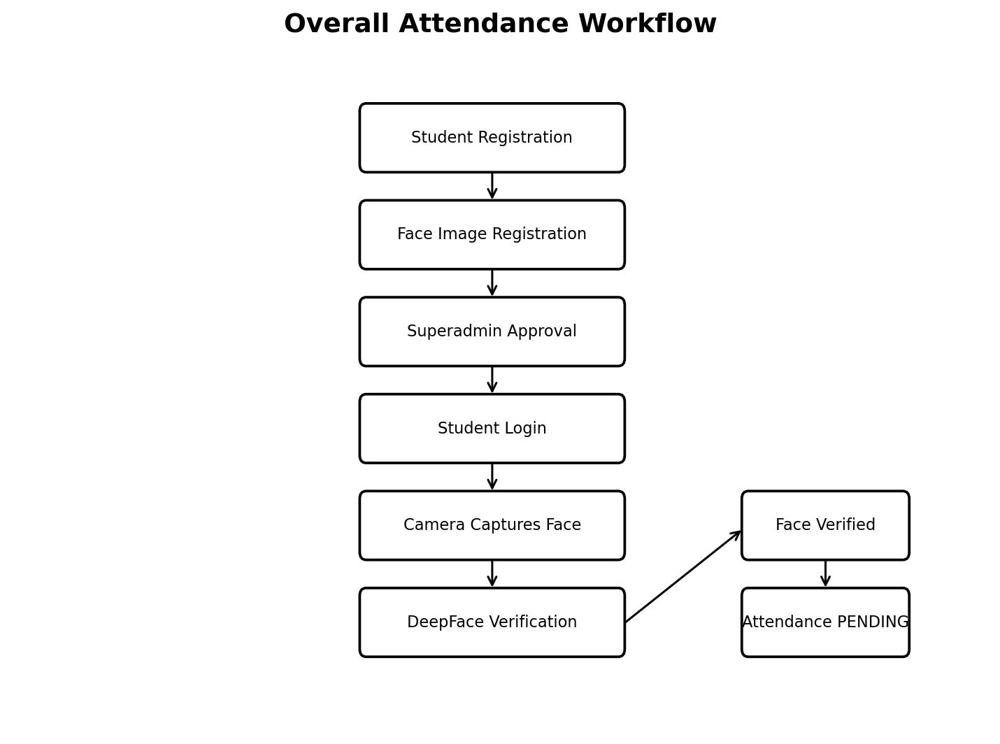 Overall Attendance Workflow
Student Registration
Face Image Registration
Superadmin Approval
Student Login
Camera Captures Face
DeepFace Verification
Face Verified
Attendance PENDING